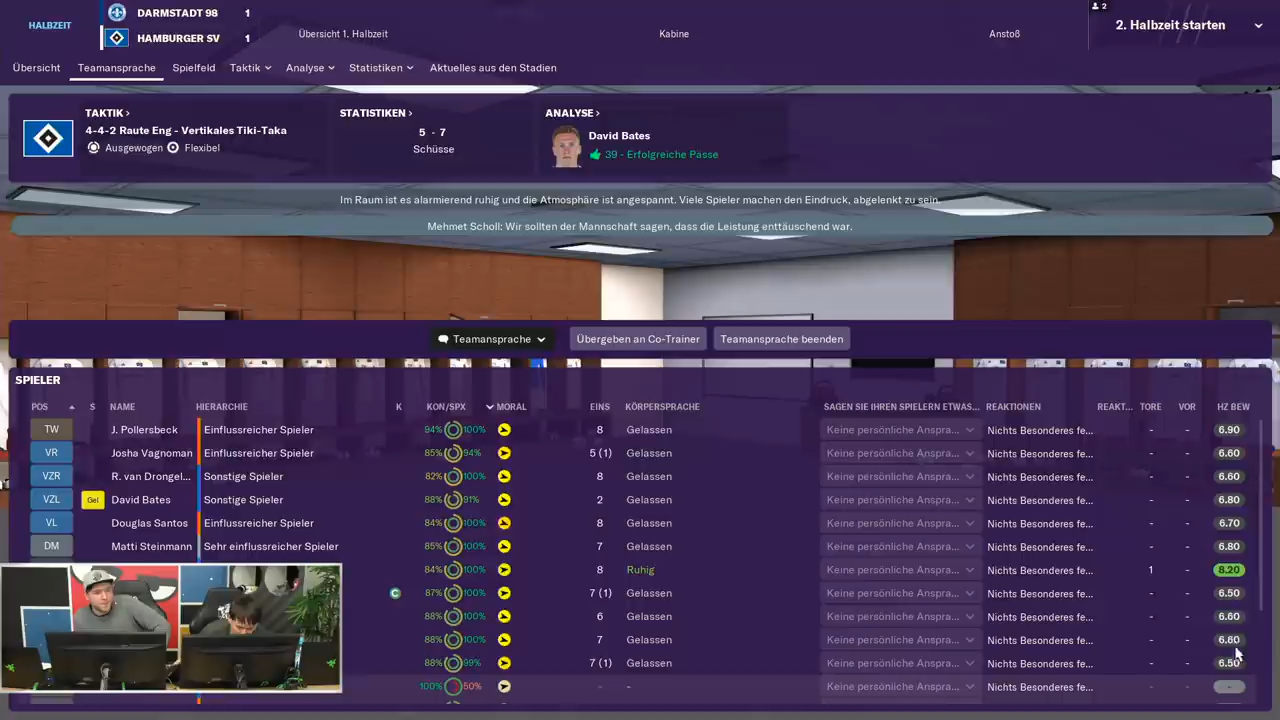 HALBZEIT
DARMSTADT 98 1
HAMBURGER SV 1
Übersicht 1. Halbzeit
Kabine
Anstoß
2
2. Halbzeit starten
Übersicht Teamansprache Spielfeld Taktik Analyse Statistiken Aktuelles aus den Stadien
TAKTIK ›
4-4-2 Raute Eng - Vertikales Tiki-Taka
Ausgewogen Flexibel
STATISTIKEN ›
5 - 7
Schüsse
ANALYSE ›
David Bates
39 - Erfolgreiche Pässe
Im Raum ist es alarmierend ruhig und die Atmosphäre ist angespannt. Viele Spieler machen den Eindruck, abgelenkt zu sein.
Mehmet Scholl: Wir sollten der Mannschaft sagen, dass die Leistung enttäuschend war.
Teamansprache Übergeben an Co-Trainer Teamansprache beenden
SPIELER
POS S NAME HIERARCHIE K KON/SPX MORAL EINS KÖRPERSPRACHE SAGEN SIE IHREN SPIELERN ETWAS... REAKTIONEN REAKT... TORE VOR HZ BEW
TW J. Pollersbeck Einflussreicher Spieler 94% 100% 8 Gelassen Keine persönliche Anspra... Nichts Besonderes fe... - - 6.90
VR Josha Vagnoman Einflussreicher Spieler 85% 94% 5 (1) Gelassen Keine persönliche Anspra... Nichts Besonderes fe... - - 6.60
VZR R. van Drongel... Sonstige Spieler 82% 100% 8 Gelassen Keine persönliche Anspra... Nichts Besonderes fe... - - 6.60
VZL Gel David Bates Sonstige Spieler 88% 91% 2 Gelassen Keine persönliche Anspra... Nichts Besonderes fe... - - 6.80
VL Douglas Santos Einflussreicher Spieler 84% 100% 8 Gelassen Keine persönliche Anspra... Nichts Besonderes fe... - - 6.70
DM Matti Steinmann Sehr einflussreicher Spieler 85% 100% 7 Gelassen Keine persönliche Anspra... Nichts Besonderes fe... - - 6.80
84% 100% 8 Ruhig Keine persönliche Anspra... Nichts Besonderes fe... 1 - 8.20
C 87% 100% 7 (1) Gelassen Keine persönliche Anspra... Nichts Besonderes fe... - - 6.50
88% 100% 6 Gelassen Keine persönliche Anspra... Nichts Besonderes fe... - - 6.60
88% 100% 7 Gelassen Keine persönliche Anspra... Nichts Besonderes fe... - - 6.60
88% 99% 7 (1) Gelassen Keine persönliche Anspra... Nichts Besonderes fe... - - 6.50
100% 50% - - Keine persönliche Anspra... Nichts Besonderes fe... - - -